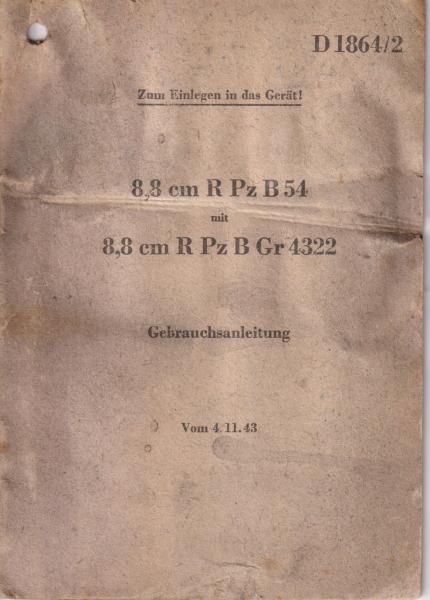 D 1864/2
Zum Einlegen in das Gerät!
8,8 cm R Pz B 54
mit
8,8 cm R Pz B Gr 4322
Gebrauchsanleitung
Vom 4.11.43